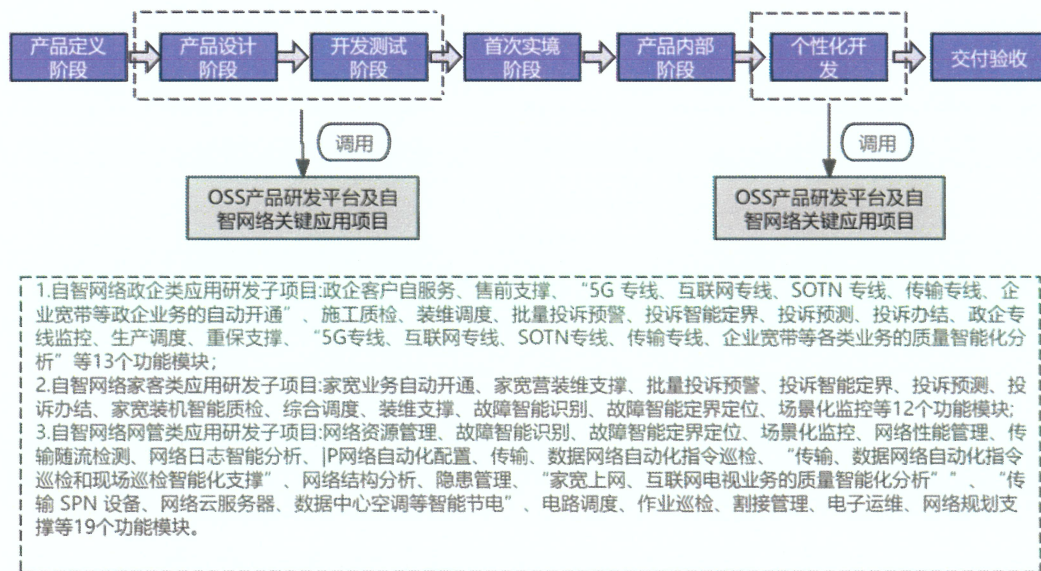 产品定义
阶段
产品设计
阶段
开发测试
阶段
首次实境
阶段
产品内部
阶段
个性化开
发
交付验收
调用
调用
OSS产品研发平台及自
智网络关键应用项目
OSS产品研发平台及自
智网络关键应用项目
1.自智网络政企类应用研发子项目:政企客户自服务、售前支撑、“5G 专线、互联网专线、SOTN 专线、传输专线、企
业宽带等政企业务的自动开通”、施工质检、装维调度、批量投诉预警、投诉智能定界、投诉预测、投诉办结、政企专
线监控、生产调度、重保支撑、“5G专线、互联网专线、SOTN专线、传输专线、企业宽带等各类业务的质量智能化分
析”等13个功能模块;
2.自智网络家客类应用研发子项目:家宽业务自动开通、家宽营装维支撑、批量投诉预警、投诉智能定界、投诉预测、投
诉办结、家宽装机智能质检、综合调度、装维支撑、故障智能识别、故障智能定界定位、场景化监控等12个功能模块;
3.自智网络网管类应用研发子项目:网络资源管理、故障智能识别、故障智能定界定位、场景化监控、网络性能管理、传
输随流检测、网络日志智能分析、|P网络自动化配置、传输、数据网络自动化指令巡检、“传输、数据网络自动化指令
巡检和现场巡检智能化支撑”、网络结构分析、隐患管理、“家宽上网、互联网电视业务的质量智能化分析””、“传
输 SPN 设备、网络云服务器、数据中心空调等智能节电”、电路调度、作业巡检、割接管理、电子运维、网络规划支
撑等19个功能模块。